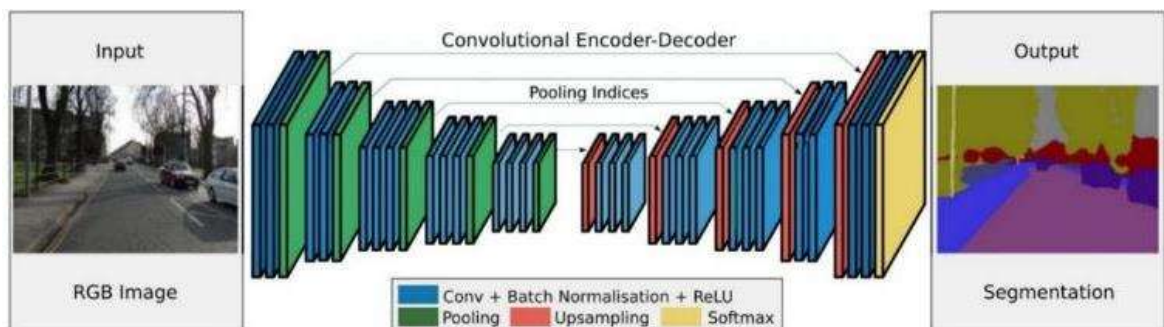 Input
RGB Image
Convolutional Encoder-Decoder
Pooling Indices
Conv + Batch Normalisation + ReLU
Pooling Upsampling Softmax
Output
Segmentation